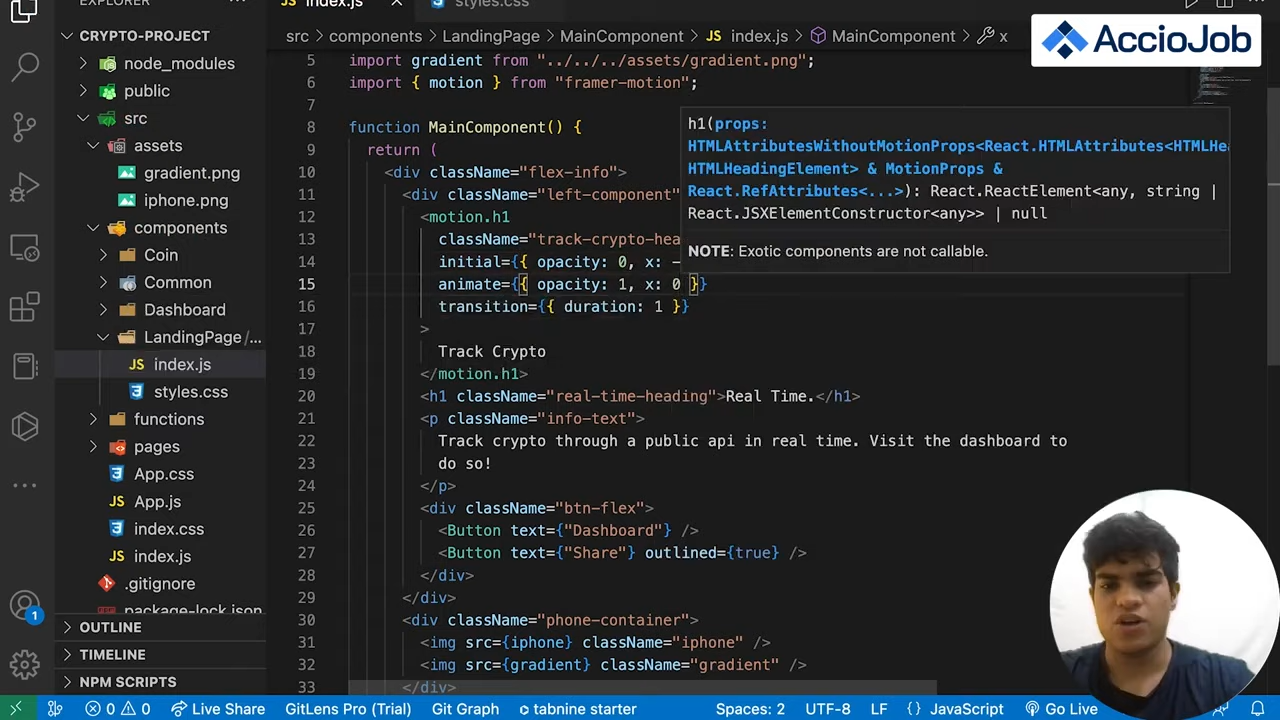 EXPLORER
index.js
styles.css
AccioJob
CRYPTO-PROJECT
src
components
LandingPage
MainComponent
index.js
MainComponent
x
node_modules
public
src
assets
gradient.png
iphone.png
components
Coin
Common
Dashboard
LandingPage/...
index.js
styles.css
functions
pages
App.css
App.js
index.css
index.js
.gitignore
package-lock.json
OUTLINE
TIMELINE
NPM SCRIPTS
5 import gradient from "../../../assets/gradient.png";
6 import { motion } from "framer-motion";
7
8 function MainComponent() {
9 return (
10 <div className="flex-info">
11 <div className="left-component"
12 <motion.h1
13 className="track-crypto-hea
14 initial={{ opacity: 0, x: -
15 animate={{ opacity: 1, x: 0 }}
16 transition={{ duration: 1 }}
17 >
18 Track Crypto
19 </motion.h1>
20 <h1 className="real-time-heading">Real Time.</h1>
21 <p className="info-text">
22 Track crypto through a public api in real time. Visit the dashboard to
23 do so!
24 </p>
25 <div className="btn-flex">
26 <Button text={"Dashboard"} />
27 <Button text={"Share"} outlined={true} />
28 </div>
29 </div>
30 <div className="phone-container">
31 <img src={iphone} className="iphone" />
32 <img src={gradient} className="gradient" />
33 </div>
h1(props:
HTMLAttributesWithoutMotionProps<React.HTMLAttributes<HTMLHea
HTMLHeadingElement> & MotionProps &
React.RefAttributes<...>): React.ReactElement<any, string |
React.JSXElementConstructor<any>> | null
NOTE: Exotic components are not callable.
1
0 0 Live Share GitLens Pro (Trial) Git Graph tabnine starter Spaces: 2 UTF-8 LF {} JavaScript Go Live